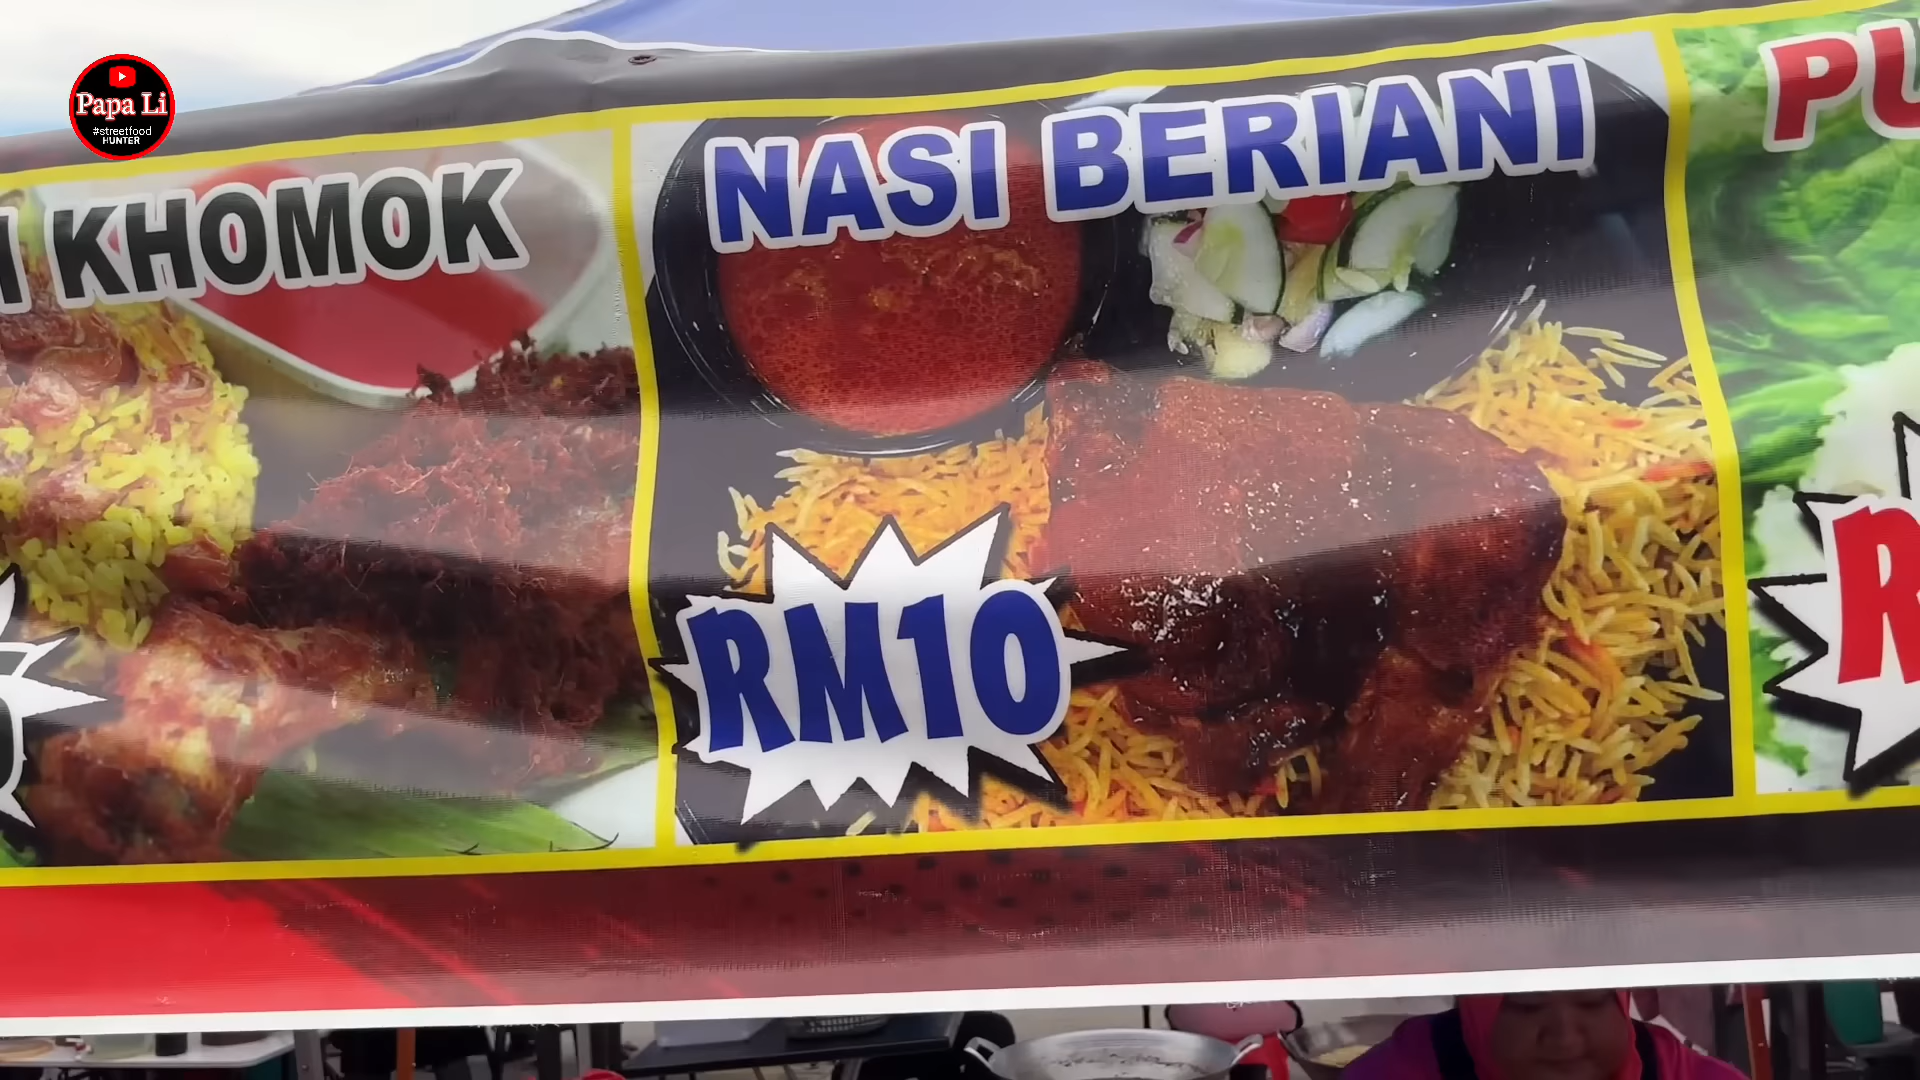 Papa Li
#streetfood
HUNTER
KHOMOK
NASI BERIANI
RM10